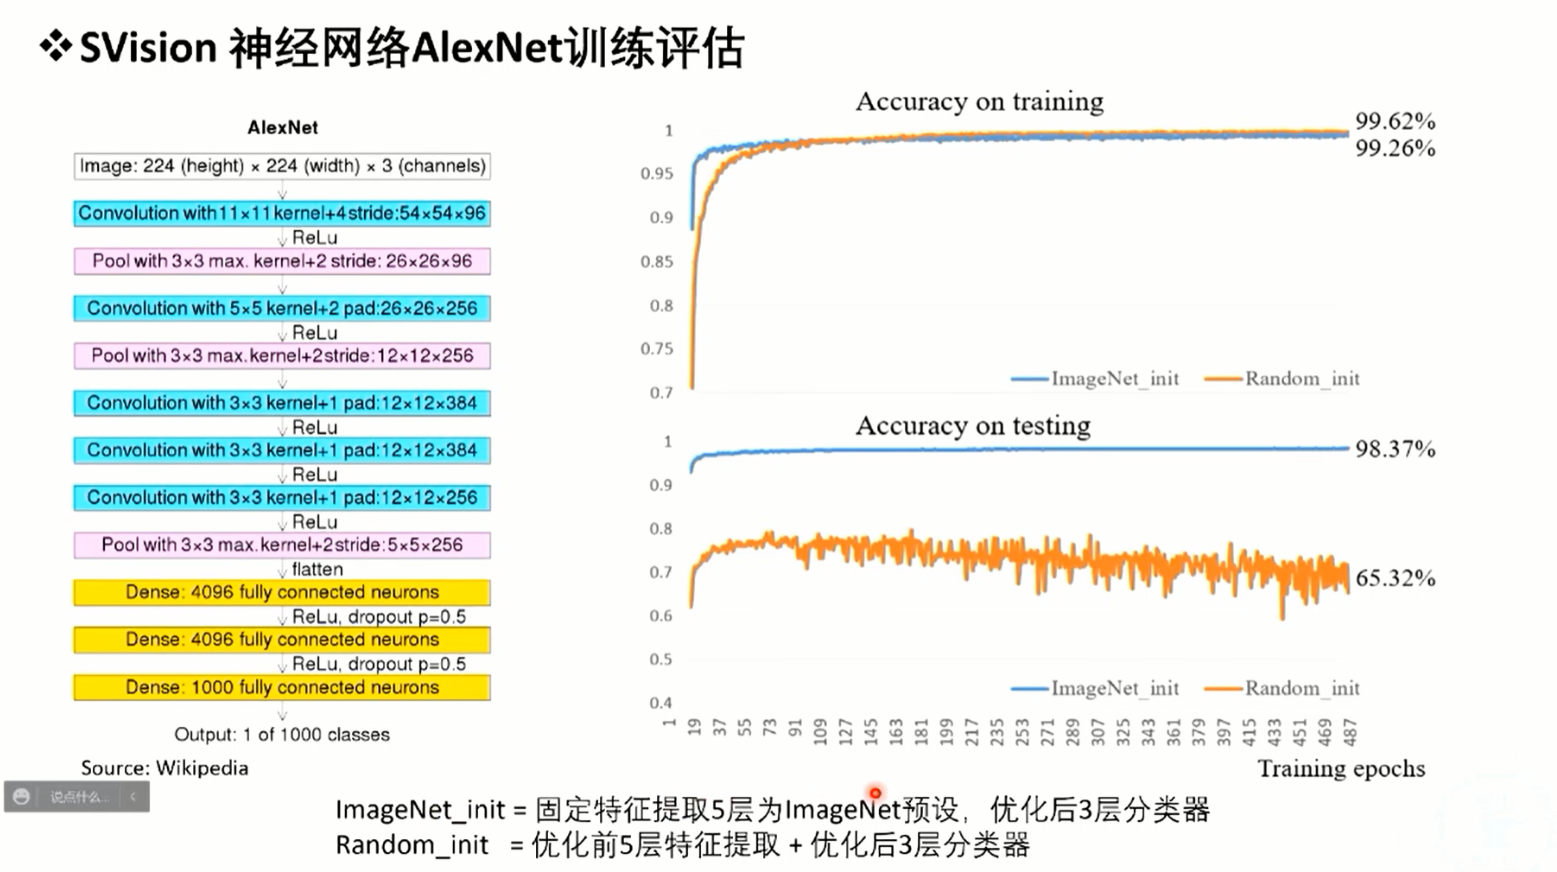 ❖SVision 神经网络AlexNet训练评估
AlexNet
Image: 224 (height) × 224 (width) × 3 (channels)
Convolution with 11×11 kernel+4 stride:54×54×96
ReLu
Pool with 3×3 max. kernel+2 stride: 26×26×96
Convolution with 5×5 kernel+2 pad:26×26×256
ReLu
Pool with 3×3 max.kernel+2stride:12×12×256
Convolution with 3×3 kernel+1 pad:12×12×384
ReLu
Convolution with 3×3 kernel+1 pad:12×12×384
ReLu
Convolution with 3×3 kernel+1 pad:12×12×256
ReLu
Pool with 3×3 max.kernel+2stride:5×5×256
flatten
Dense: 4096 fully connected neurons
ReLu, dropout p=0.5
Dense: 4096 fully connected neurons
ReLu, dropout p=0.5
Dense: 1000 fully connected neurons
Output: 1 of 1000 classes
Source: Wikipedia
说点什么...
Accuracy on training
1
0.95
0.9
0.85
0.8
0.75
0.7
99.62%
99.26%
ImageNet_init Random_init
Accuracy on testing
1
0.9
0.8
0.7
0.6
0.5
0.4
98.37%
65.32%
ImageNet_init Random_init
1 19 37 55 73 91 109 127 145 163 181 199 217 235 253 271 289 307 325 343 361 379 397 415 433 451 469 487
Training epochs
ImageNet_init = 固定特征提取5层为ImageNet预设，优化后3层分类器
Random_init = 优化前5层特征提取 + 优化后3层分类器